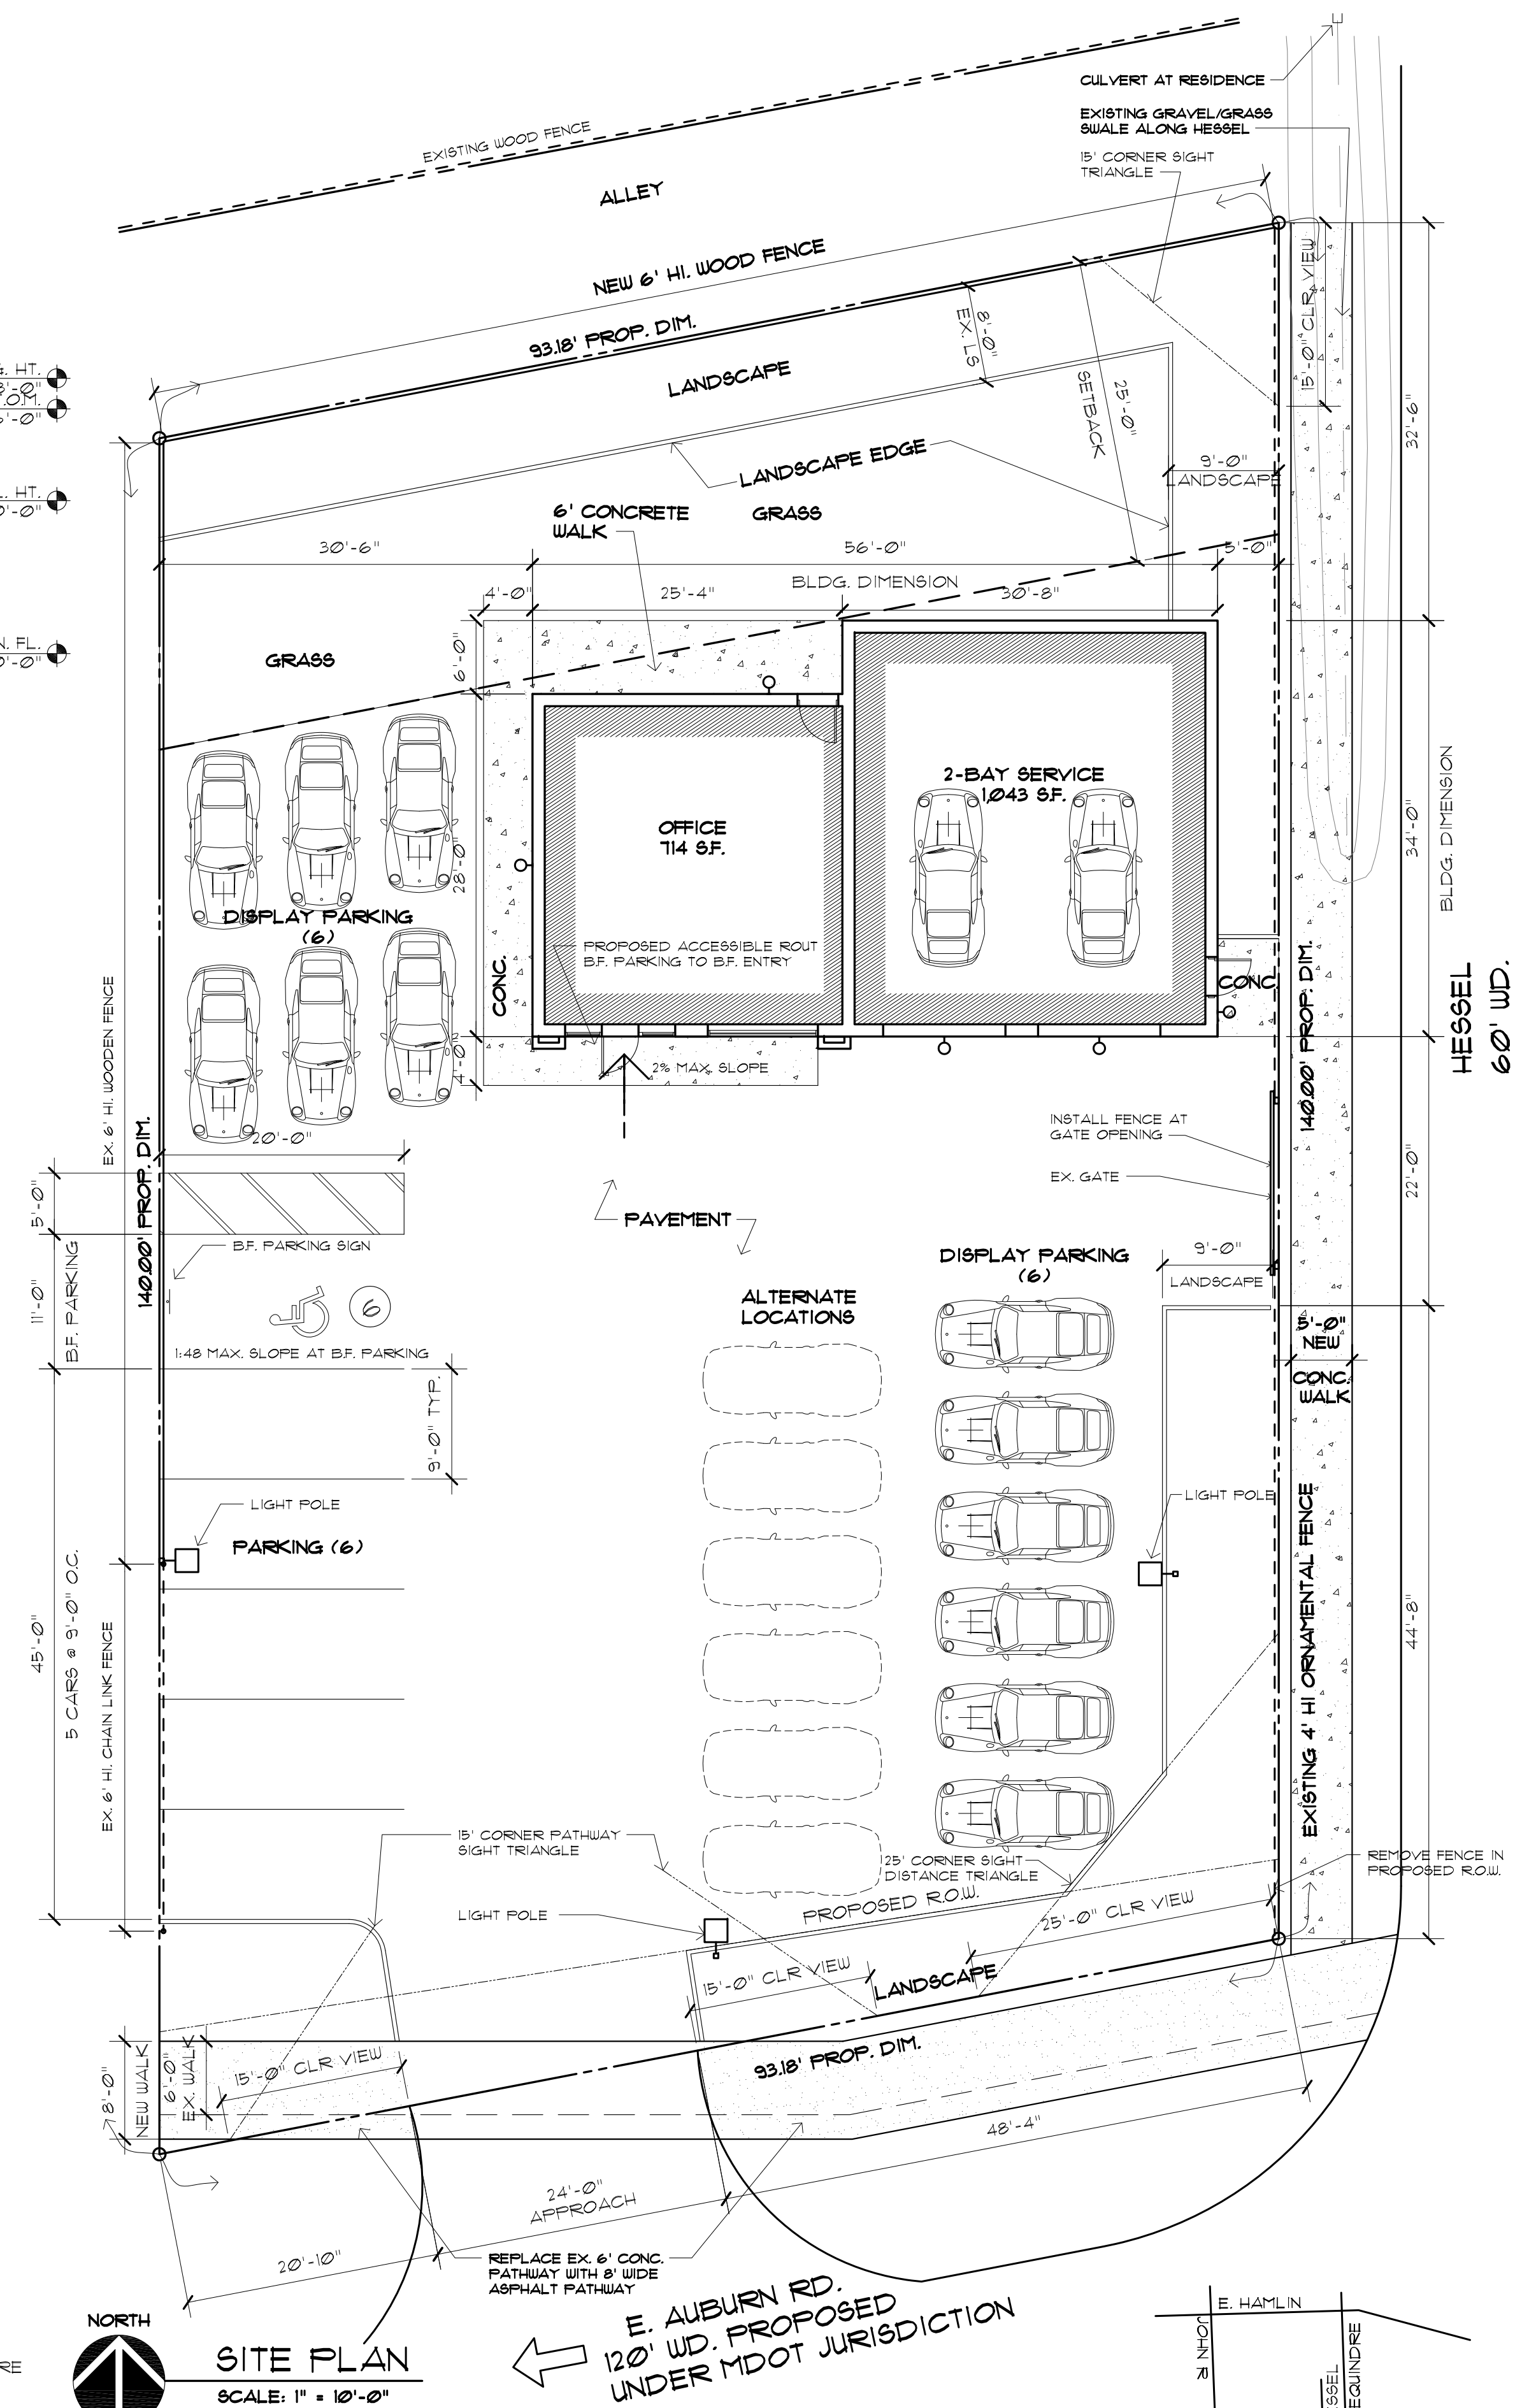 CULVERT AT RESIDENCE
EXISTING GRAVEL/GRASS
SWALE ALONG HESSEL
15' CORNER SIGHT
TRIANGLE
EXISTING WOOD FENCE
ALLEY
NEW 6' HI. WOOD FENCE
93.18' PROP. DIM.
LANDSCAPE
8'-0"
EX. LS
25'-0"
SETBACK
15'-0" CLR VIEW
32'-6"
HT.
HT.
FL.
LANDSCAPE EDGE
9'-0"
LANDSCAPE
6' CONCRETE
WALK
GRASS
30'-6"
56'-0"
5'-0"
BLDG. DIMENSION
4'-0"
25'-4"
30'-8"
6'-0"
GRASS
2-BAY SERVICE
1,043 S.F.
OFFICE
714 S.F.
28'-0"
34'-0"
BLDG. DIMENSION
DISPLAY PARKING
(6)
PROPOSED ACCESSIBLE ROUT
B.F. PARKING TO B.F. ENTRY
CONC.
CONC.
140.00' PROP. DIM.
HESSEL
60' WD.
EX. 6' HI. WOODEN FENCE
4'-0"
2% MAX. SLOPE
20'-0"
140.00' PROP. DIM.
INSTALL FENCE AT
GATE OPENING
EX. GATE
22'-0"
5'-0"
PAVEMENT
B.F. PARKING SIGN
11'-0"
B.F. PARKING
6
1:48 MAX. SLOPE AT B.F. PARKING
DISPLAY PARKING
(6)
9'-0"
LANDSCAPE
ALTERNATE
LOCATIONS
5'-0"
NEW
CONC.
WALK
9'-0" TYP.
LIGHT POLE
PARKING (6)
LIGHT POLE
45'-0"
5 CARS @ 9'-0" O.C.
EX. 6' HI. CHAIN LINK FENCE
EXISTING 4' HI ORNAMENTAL FENCE
44'-8"
15' CORNER PATHWAY
SIGHT TRIANGLE
25' CORNER SIGHT
DISTANCE TRIANGLE
REMOVE FENCE IN
PROPOSED R.O.W.
PROPOSED R.O.W.
25'-0" CLR VIEW
LIGHT POLE
15'-0" CLR VIEW
LANDSCAPE
8'-0"
NEW WALK
6'-0"
EX. WALK
15'-0" CLR VIEW
93.18' PROP. DIM.
48'-4"
24'-0"
APPROACH
20'-10"
REPLACE EX. 6' CONC.
PATHWAY WITH 8' WIDE
ASPHALT PATHWAY
E. AUBURN RD.
120' WD. PROPOSED
UNDER MDOT JURISDICTION
NORTH
SITE PLAN
SCALE: 1" = 10'-0"
E. HAMLIN
JOHN R